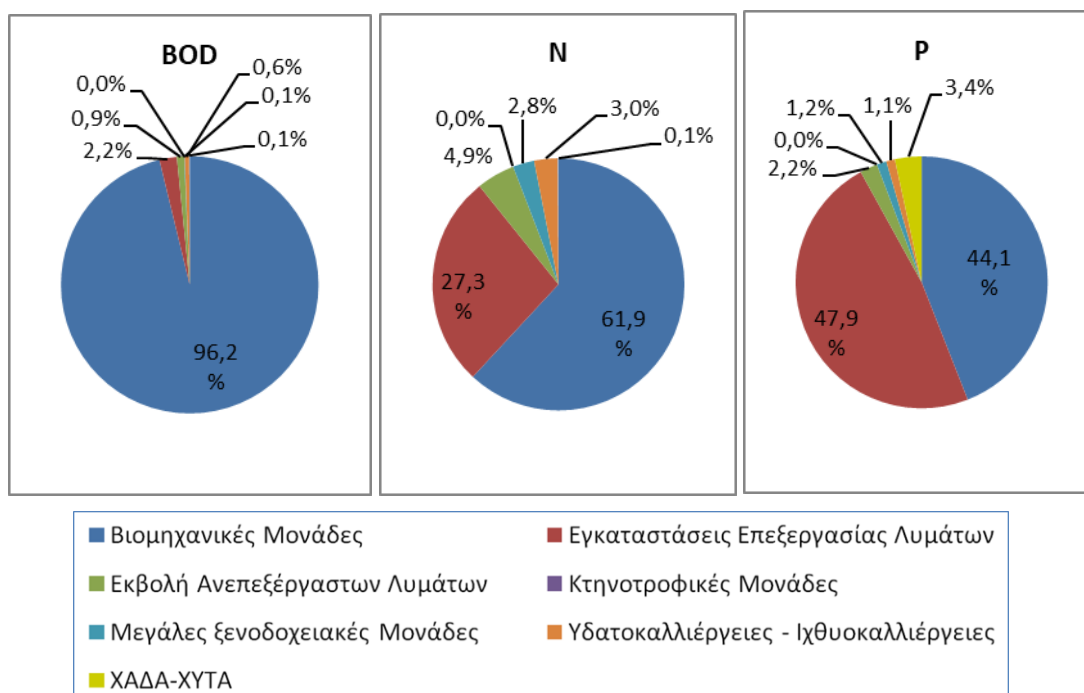 BOD
0,6%
0,0%
0,1%
0,9%
0,1%
2,2%
96,2
%
N
2,8%
3,0%
0,0%
0,1%
4,9%
27,3
%
61,9
%
P
3,4%
1,2%
1,1%
0,0%
2,2%
44,1
%
47,9
%
Βιομηχανικές Μονάδες
Εγκαταστάσεις Επεξεργασίας Λυμάτων
Εκβολή Ανεπεξέργαστων Λυμάτων
Κτηνοτροφικές Μονάδες
Μεγάλες ξενοδοχειακές Μονάδες
Υδατοκαλλιέργειες - Ιχθυοκαλλιέργειες
ΧΑΔΑ-ΧΥΤΑ